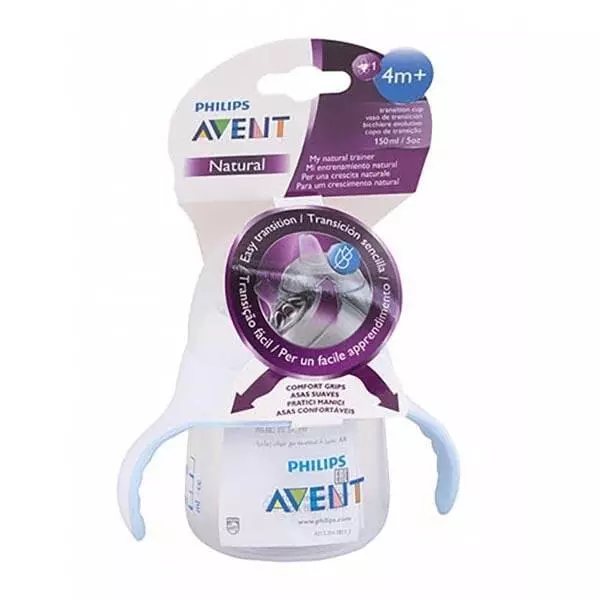 1
4m+
PHILIPS
AVENT
Natural
transition cup
vaso de transición
bicchiere evolutivo
copo de transição
150ml / 5oz
My natural trainer
Mi entrenamiento natural
Per una crescita naturale
Para um crescimento natural
Easy transition / Transición sencilla
Transição fácil / Per un facile apprendimento /
COMFORT GRIPS
ASAS SUAVES
PRATICI MANICI
ASAS CONFORTÁVEIS
PHILIPS
AVENT
www.philips.com